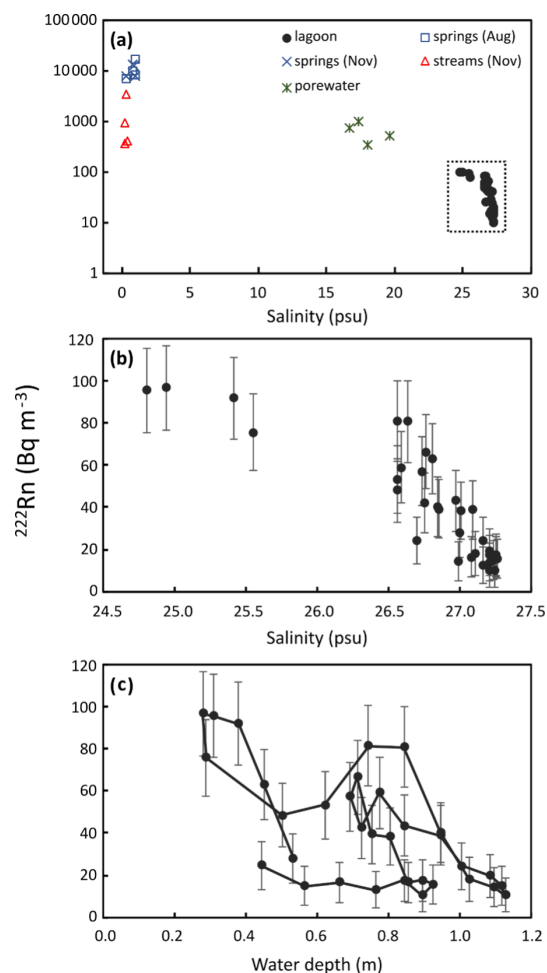 100 000
(a)
lagoon
springs (Aug)
springs (Nov)
streams (Nov)
porewater
10 000
1000
100
10
1
0 5 10 15 20 25 30
Salinity (psu)
222Rn (Bq m-3)
120
(b)
100
80
60
40
20
0
24.5 25.0 25.5 26.0 26.5 27.0 27.5
Salinity (psu)
120
(c)
100
80
60
40
20
0
0.0 0.2 0.4 0.6 0.8 1.0 1.2
Water depth (m)